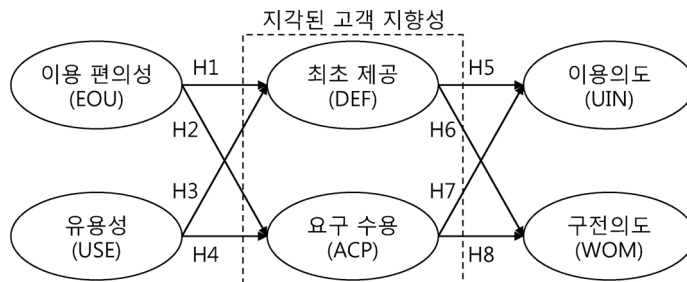 지각된 고객 지향성
이용 편의성
(EOU)
H1
최초 제공
(DEF)
H5
이용의도
(UIN)
H2
H6
H3
H7
유용성
(USE)
H4
요구 수용
(ACP)
H8
구전의도
(WOM)